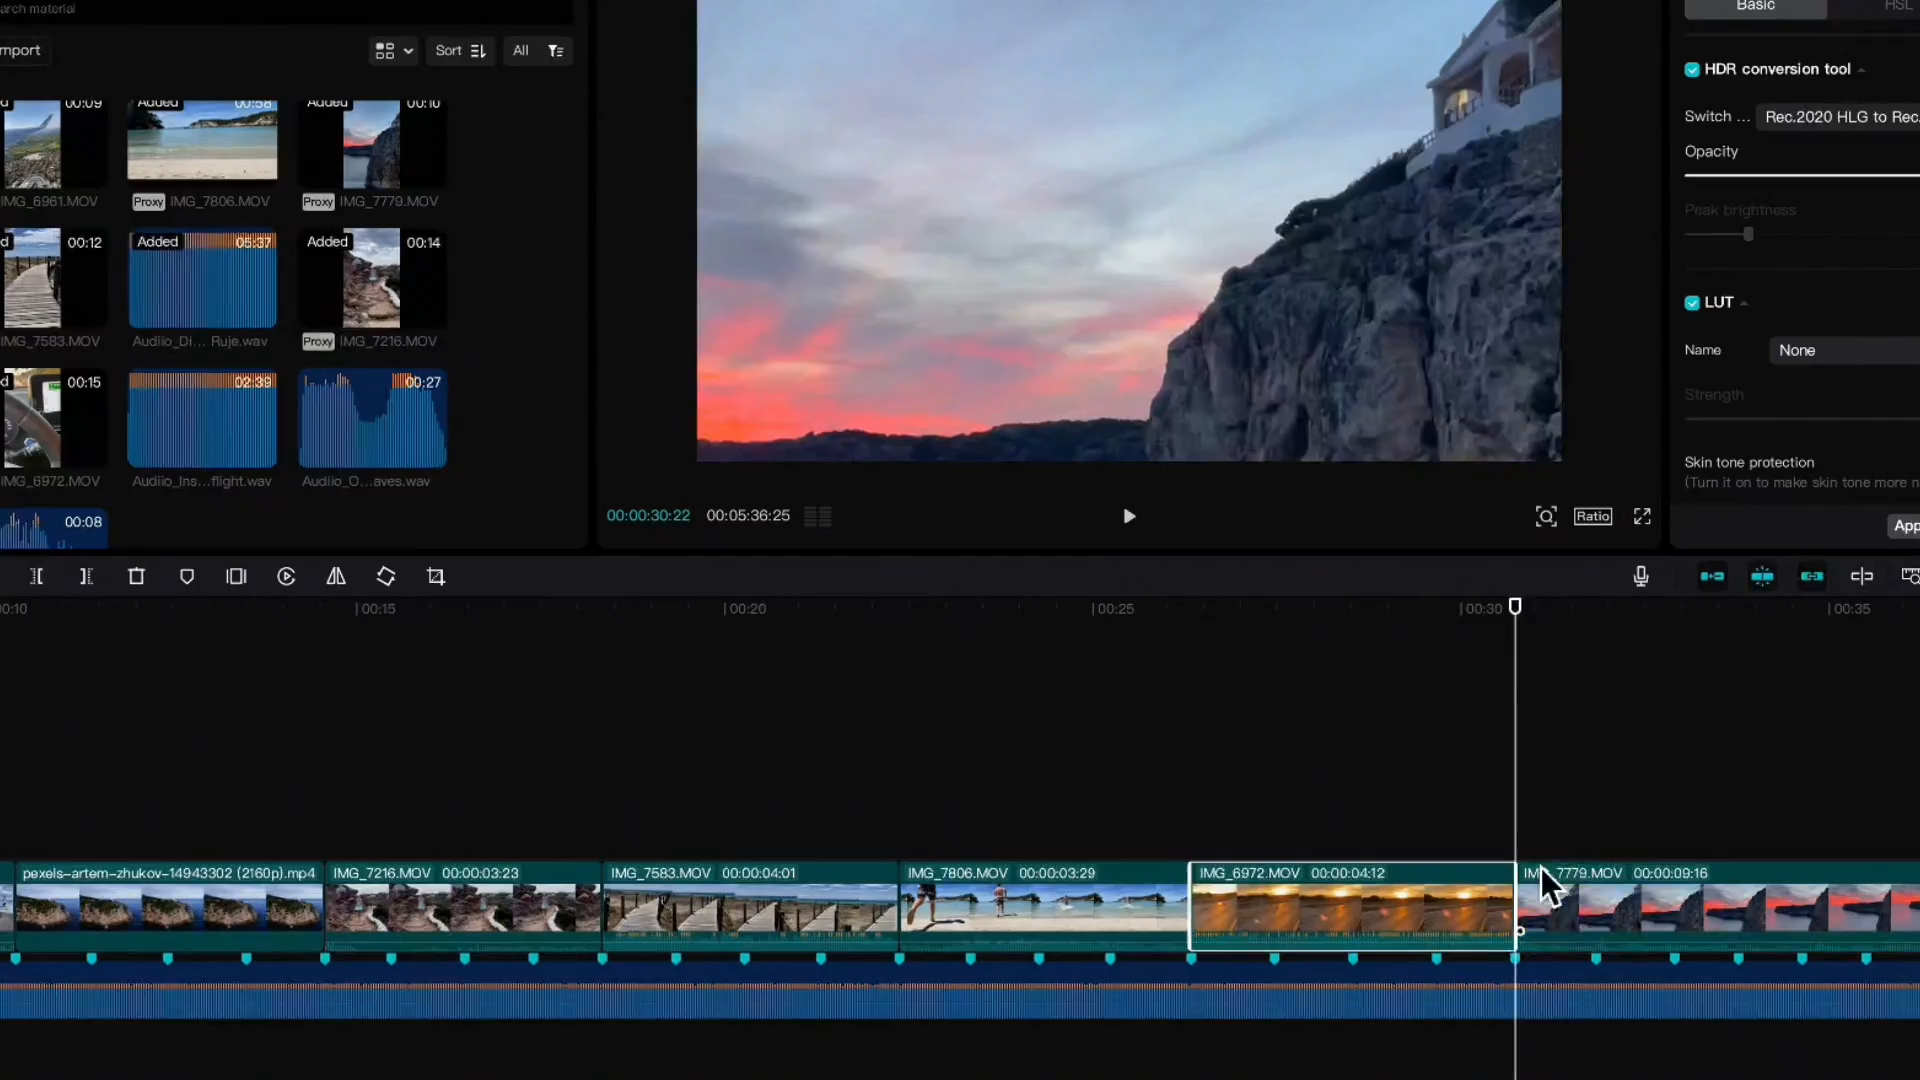 arch material
mport
Sort
All
00:09
Added
00:58
Added
00:10
IMG_6961.MOV
Proxy IMG_7806.MOV
Proxy IMG_7779.MOV
00:12
Added
05:37
Added
00:14
IMG_7583.MOV
Audiio_Di... Ruje.wav
Proxy IMG_7216.MOV
00:15
02:39
00:27
IMG_6972.MOV
Audiio_Ins...flight.wav
Audiio_O...aves.wav
00:08
00:00:30:22 00:05:36:25
Ratio
Basic
HSL
HDR conversion tool
Switch ... Rec.2020 HLG to Rec.
Opacity
Peak brightness
LUT
Name None
Strength
Skin tone protection
(Turn it on to make skin tone more n
App
0:10
00:15
00:20
00:25
00:30
00:35
pexels-artem-zhukov-14943302 (2160p).mp4
IMG_7216.MOV 00:00:03:23
IMG_7583.MOV 00:00:04:01
IMG_7806.MOV 00:00:03:29
IMG_6972.MOV 00:00:04:12
IMG_7779.MOV 00:00:09:16